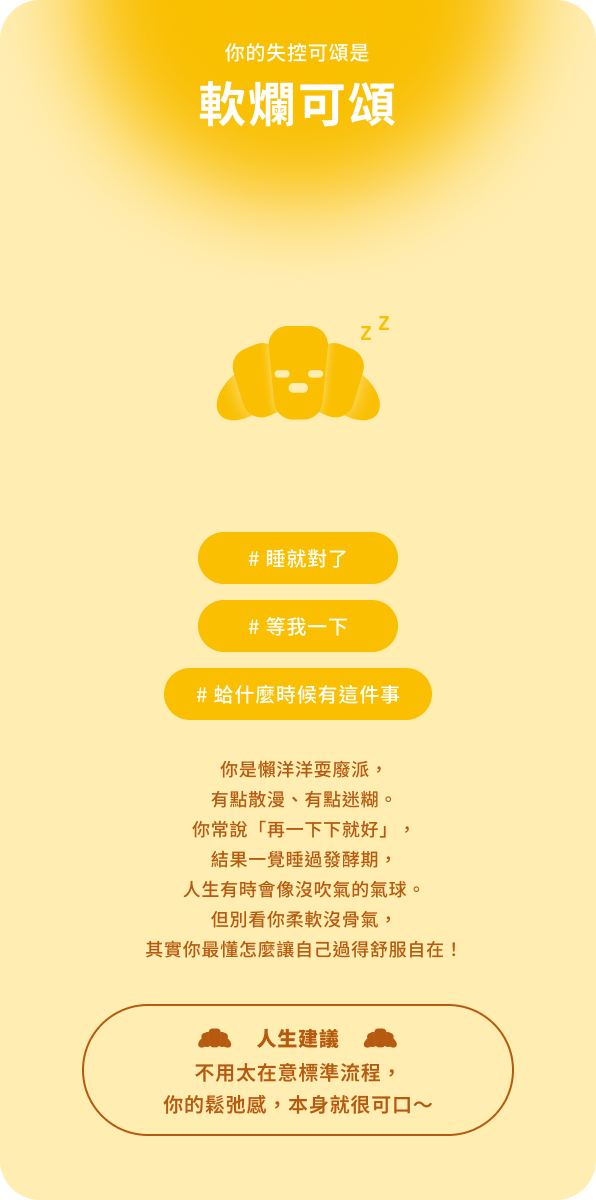 你的失控可頌是
軟爛可頌
Z Z
# 睡就對了
# 等我一下
# 蛤什麼時候有這件事
你是懶洋洋耍廢派，
有點散漫、有點迷糊。
你常說「再一下下就好」，
結果一覺睡過發酵期，
人生有時會像沒吹氣的氣球。
但別看你柔軟沒骨氣，
其實你最懂怎麼讓自己過得舒服自在！
人生建議
不用太在意標準流程，
你的鬆弛感，本身就很可口～